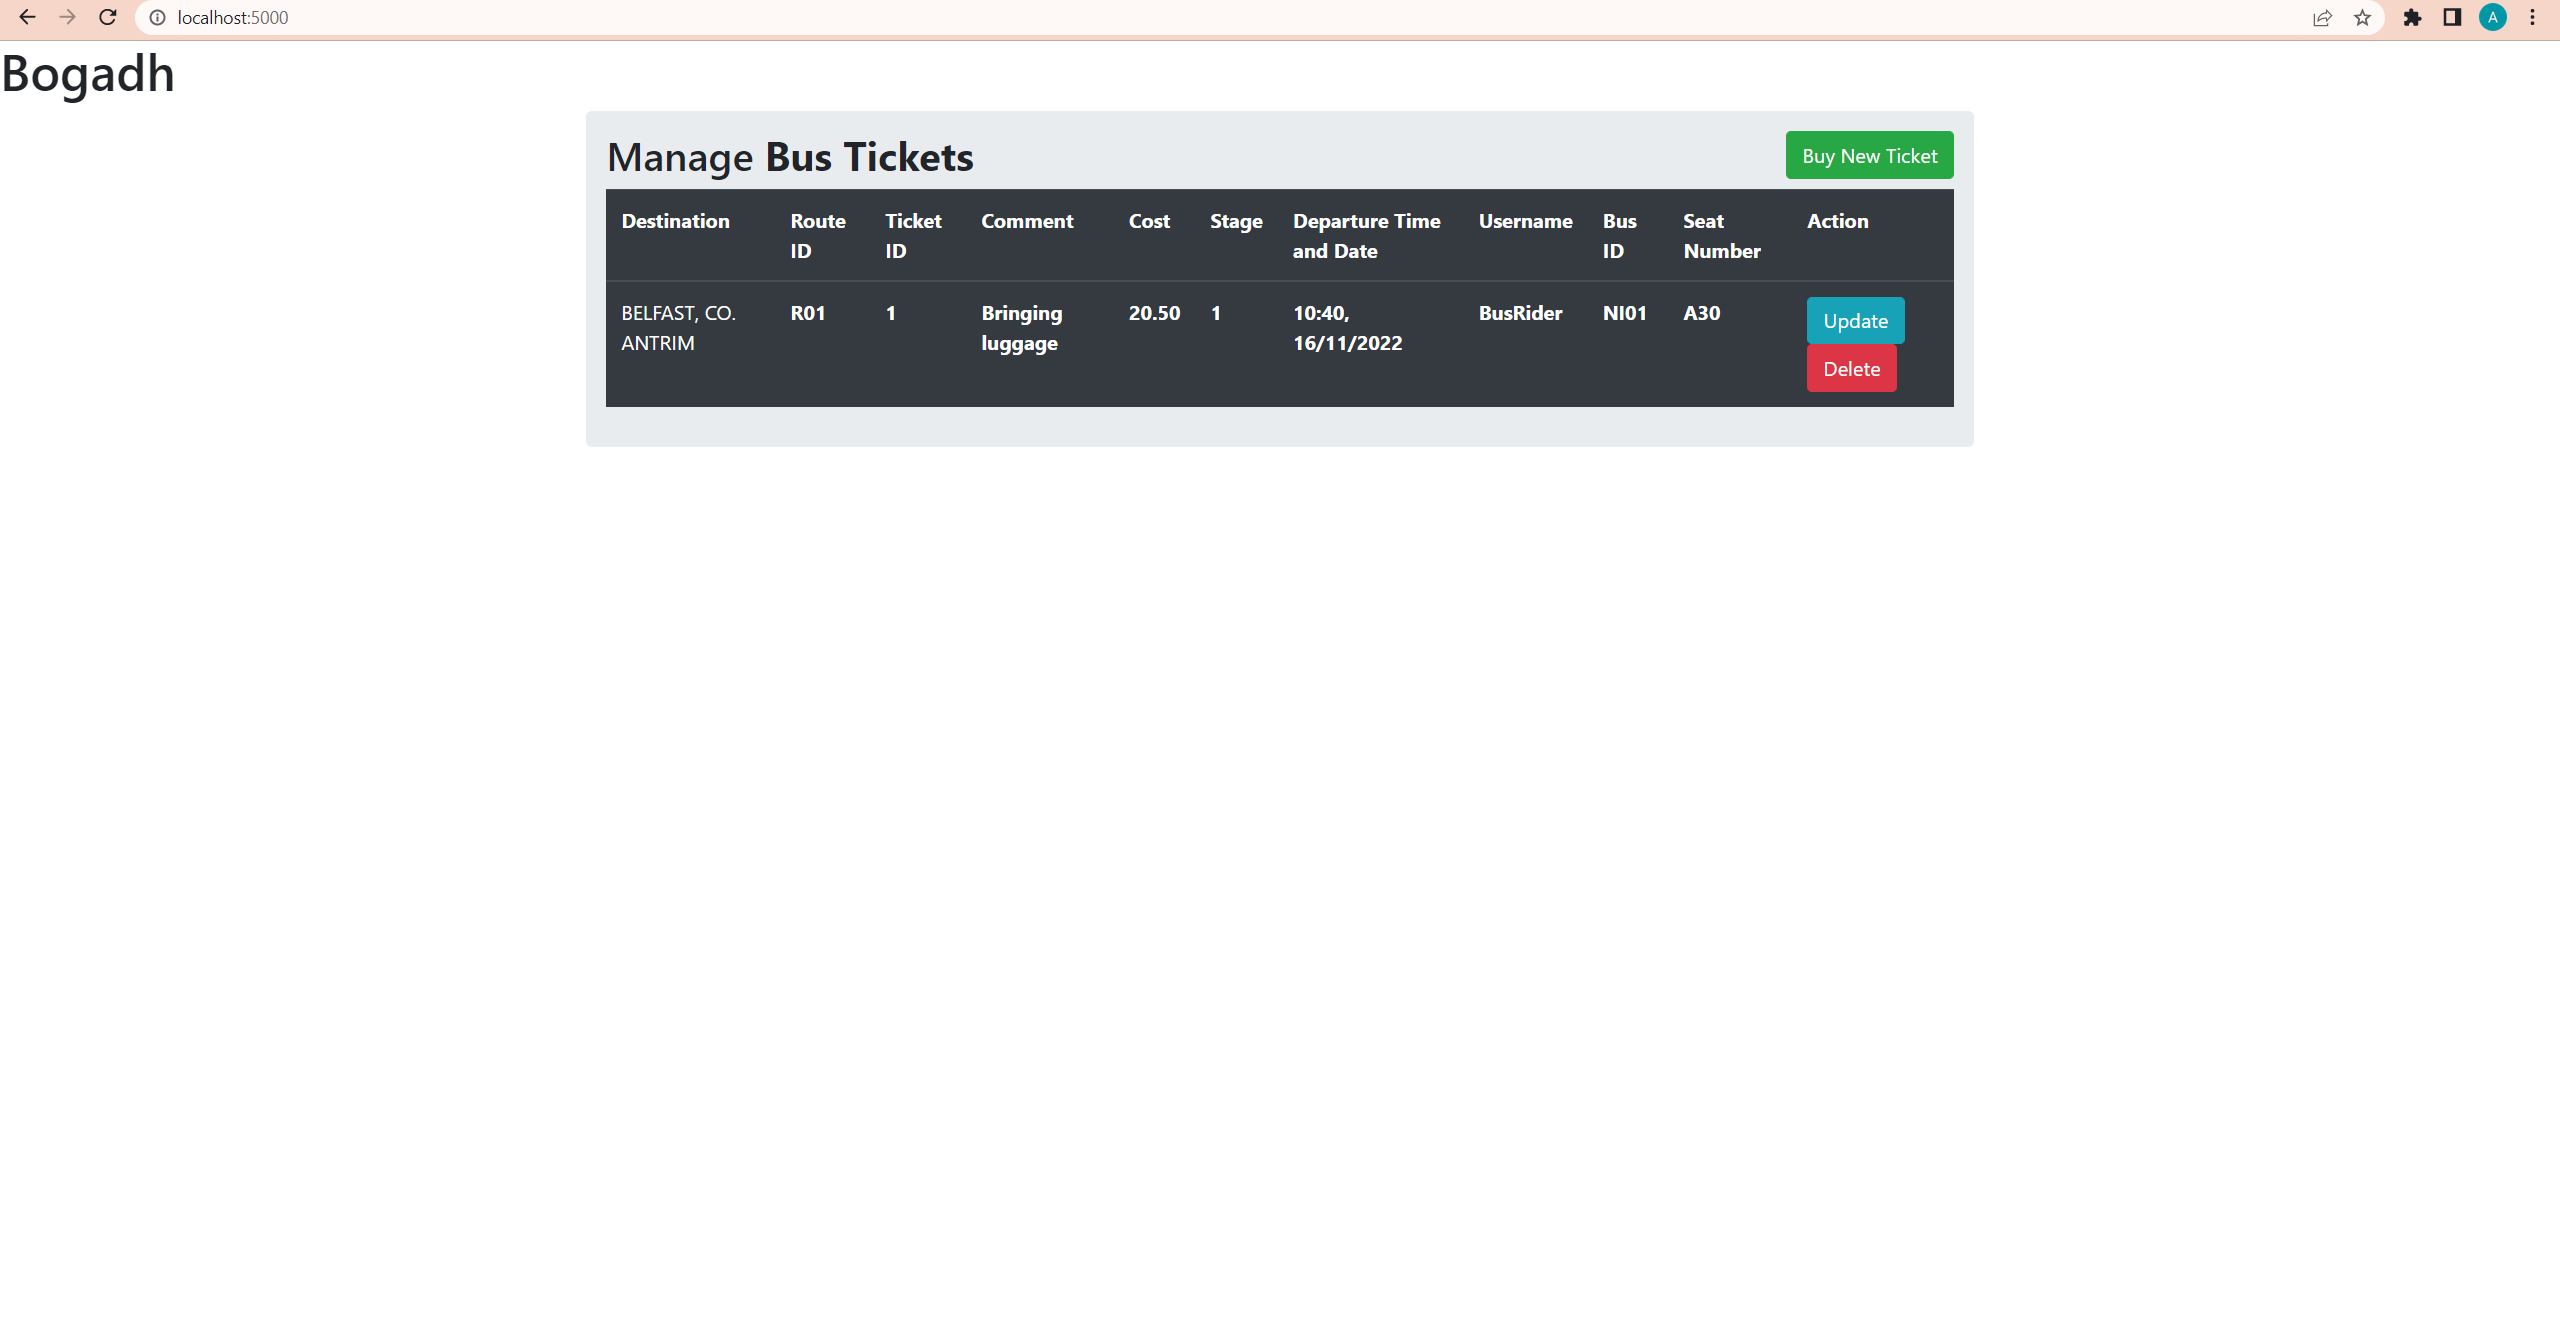 localhost:5000
A
Bogadh
Manage Bus Tickets
Buy New Ticket
Destination Route ID Ticket ID Comment Cost Stage Departure Time and Date Username Bus ID Seat Number Action
BELFAST, CO. ANTRIM R01 1 Bringing luggage 20.50 1 10:40, 16/11/2022 BusRider NI01 A30 Update
Delete